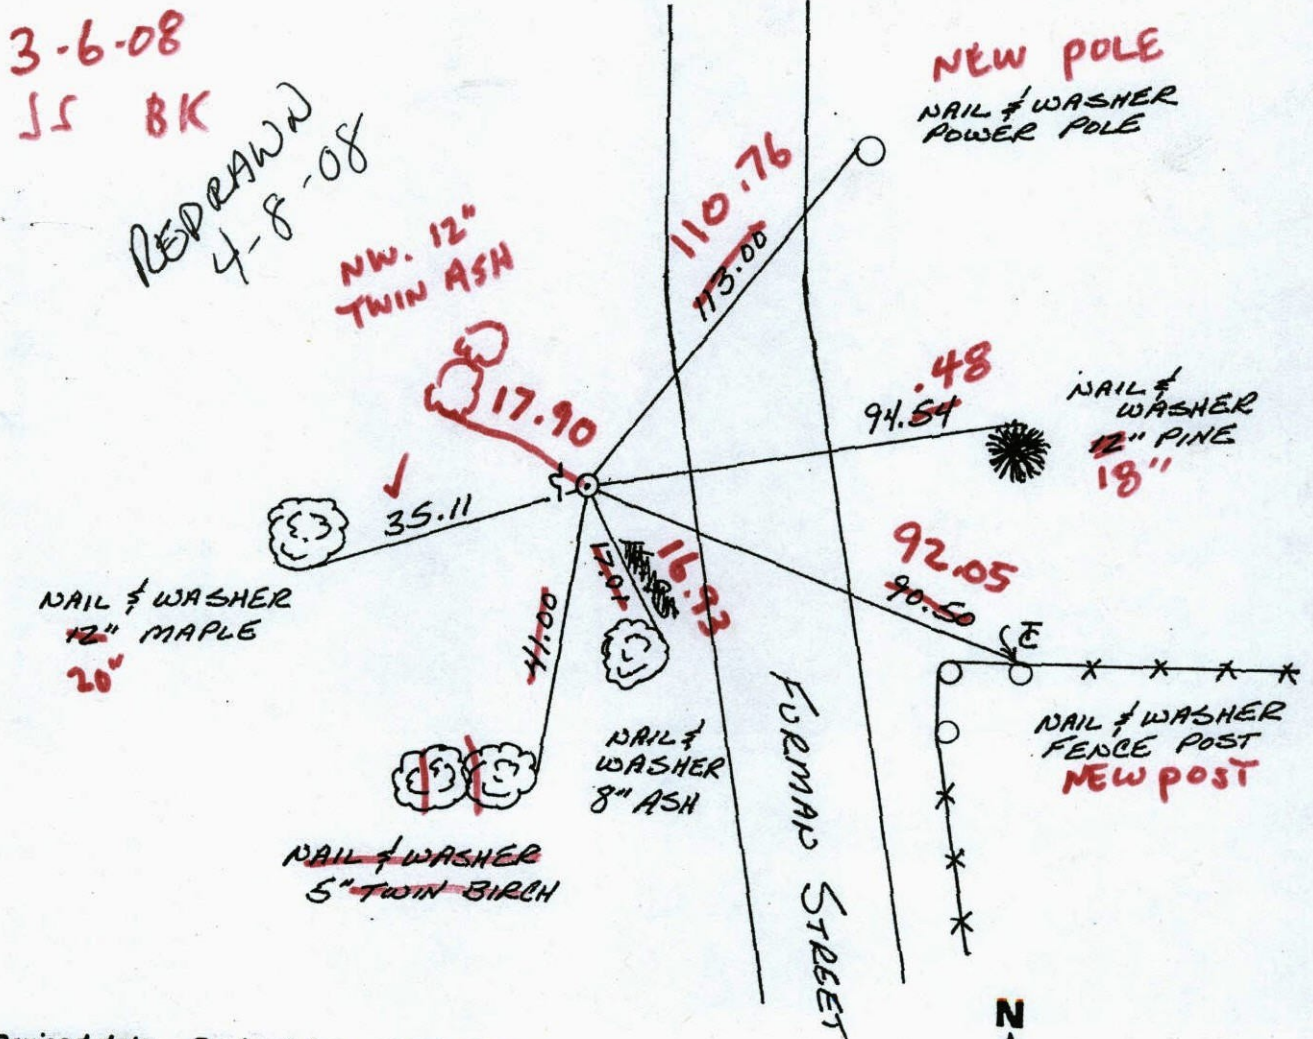 3-6-08
JS BK
REDRAWN
4-8-08
NEW POLE
NAIL & WASHER
POWER POLE
110.76
113.00
NW. 12"
TWIN ASH
17.90
.48
94.54
NAIL &
WASHER
12" PINE
18"
35.11
NAIL & WASHER
12" MAPLE
20"
41.00
17.01
16.93
92.05
90.50
NAIL &
WASHER
8" ASH
NAIL & WASHER
5" TWIN BIRCH
NAIL & WASHER
FENCE POST
NEW POST
FURMAN STREET
N